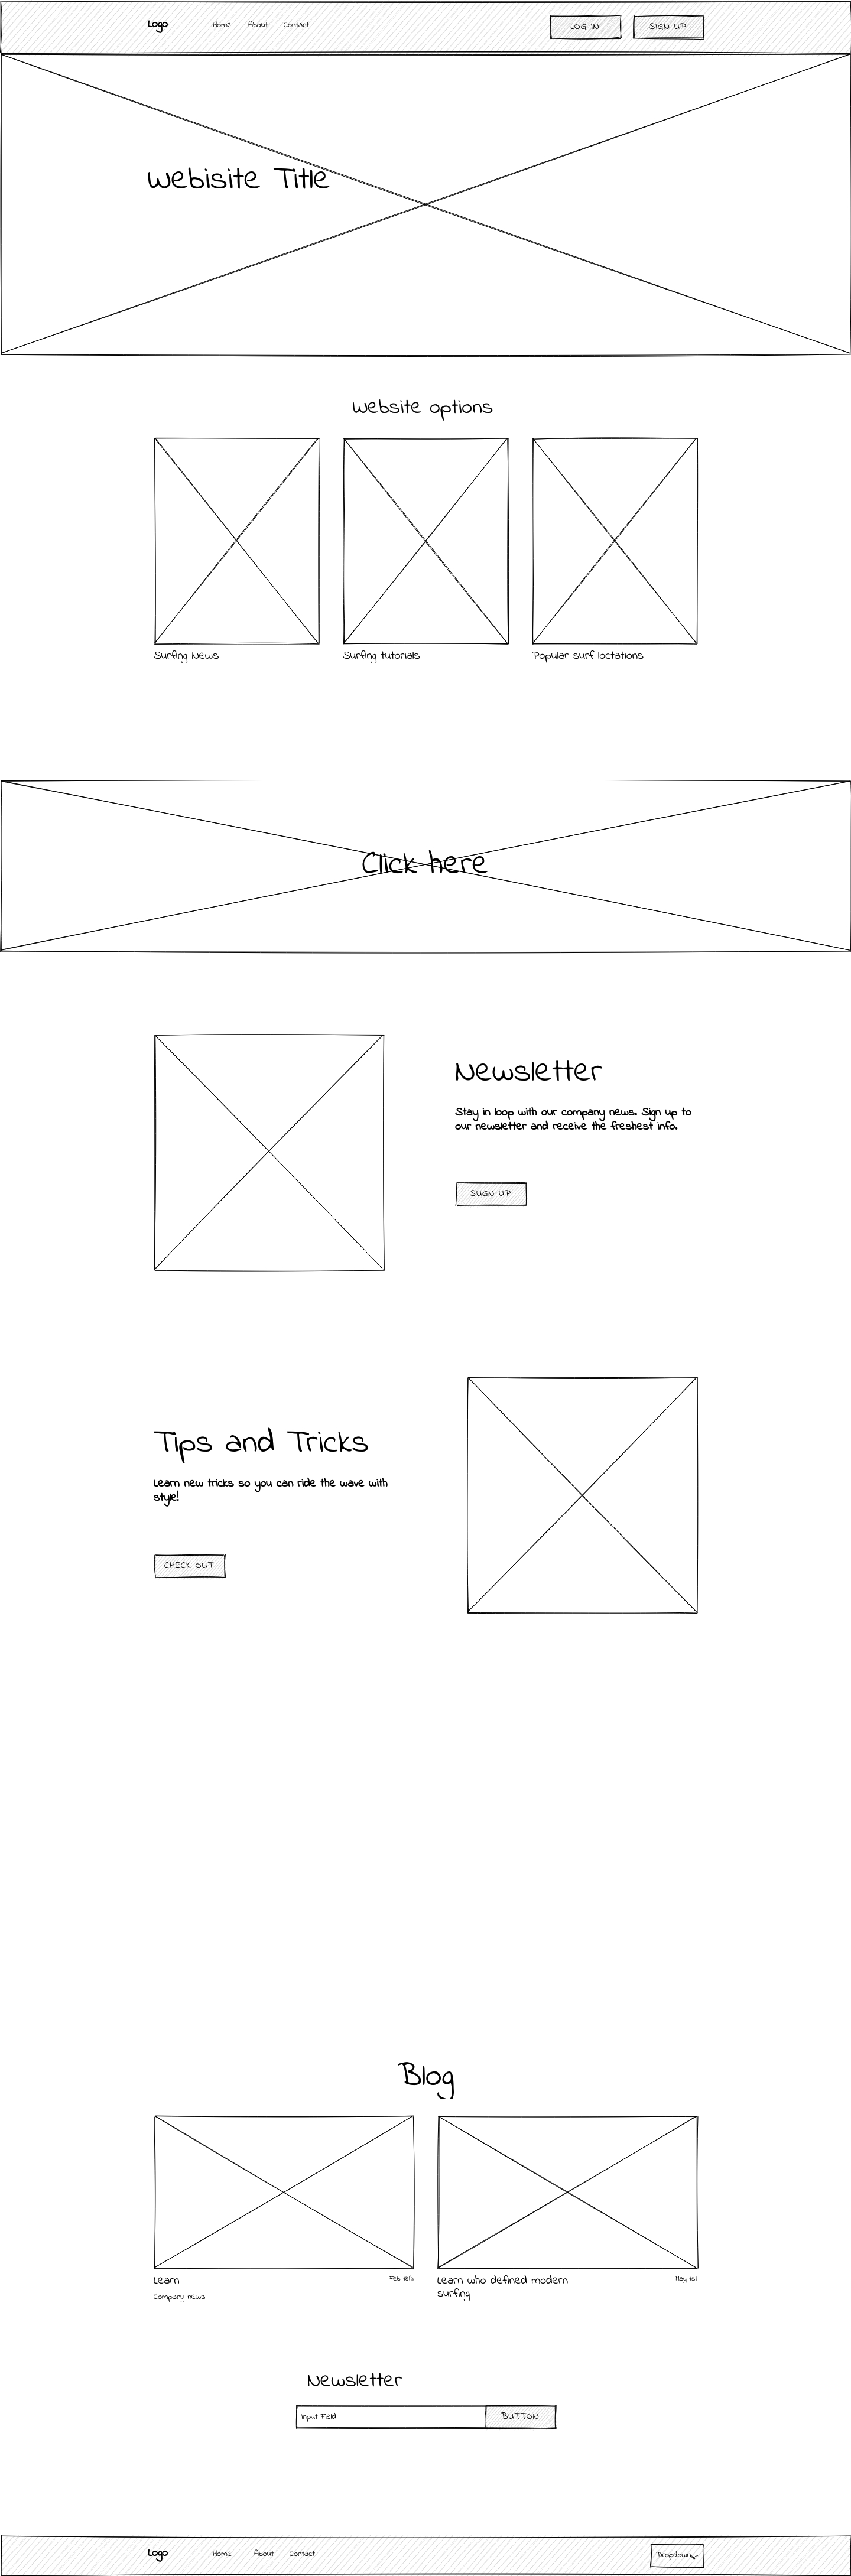 Logo Home About Contact LOG IN SIGN UP
Webisite Title
Website options
Surfing News Surfing tutorials Popular surf loctations
Click here
Newsletter
Stay in loop with our company news. Sign up to
our newsletter and receive the freshest info.
SUGN UP
Tips and Tricks
Learn new tricks so you can ride the wave with
style!
CHECK OUT
Blog
Learn Feb 15th Learn who defined modern May 1st
surfing
Company news
Newsletter
Input Field BUTTON
Logo Home About Contact Dropdown